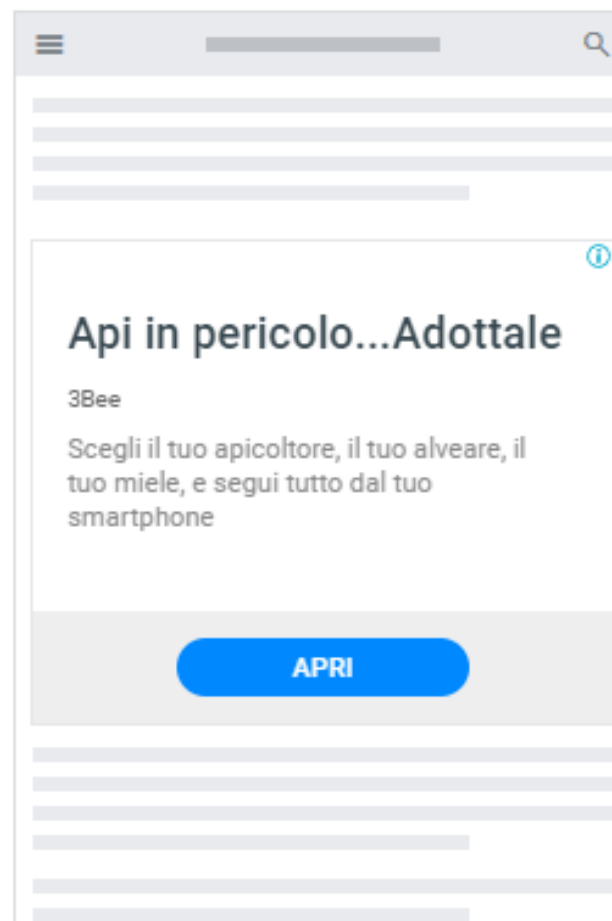 Api in pericolo...Adottale
3Bee
Scegli il tuo apicoltore, il tuo alveare, il
tuo miele, e segui tutto dal tuo
smartphone
APRI